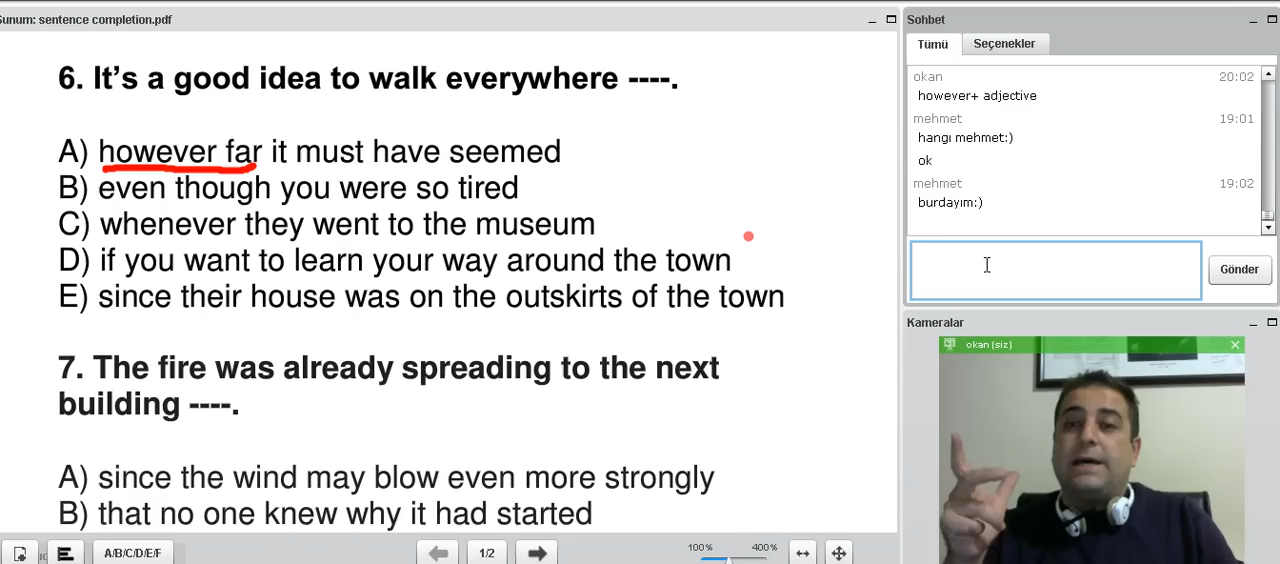 Sunum: sentence completion.pdf
6. It's a good idea to walk everywhere ----.
A) however far it must have seemed
B) even though you were so tired
C) whenever they went to the museum
D) if you want to learn your way around the town
E) since their house was on the outskirts of the town
7. The fire was already spreading to the next
building ----.
A) since the wind may blow even more strongly
B) that no one knew why it had started
A/B/C/D/E/F
1/2
100%
400%
Sohbet
Tümü
Seçenekler
okan
20:02
however+ adjective
mehmet
19:01
hangı mehmet:)
ok
mehmet
19:02
burdayım:)
Gönder
Kameralar
okan (siz)